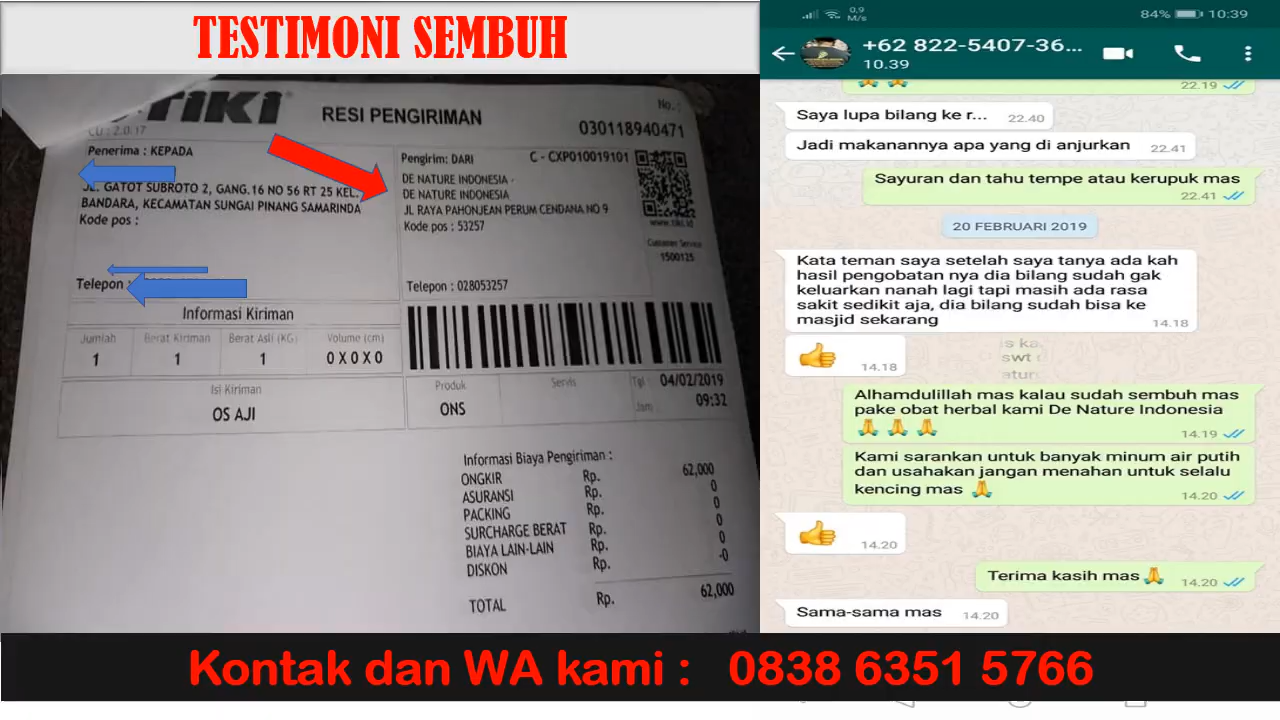 TESTIMONI SEMBUH
TIKI
RESI PENGIRIMAN
No.:
CU : 2.0.17
030118940471
Penerima : KEPADA
JL. GATOT SUBROTO 2, GANG.16 NO 56 RT 25 KEL.
BANDARA, KECAMATAN SUNGAI PINANG SAMARINDA
Kode pos :
Telepon :
Pengirim: DARI
C - CXP010019101
DE NATURE INDONESIA -
DE NATURE INDONESIA
JL RAYA PAHONJEAN PERUM CENDANA NO 9
Kode pos : 53257
www.tiki.id
Customer Service
1500125
Telepon : 028053257
Informasi Kiriman
Jumlah
Berat Kiriman
Berat Asli (KG)
Volume (cm)
1
1
1
0 X 0 X 0
Isi Kiriman
OS AJI
Produk
ONS
Servis
Tgl : 04/02/2019
Jam 09:32
Informasi Biaya Pengiriman :
ONGKIR Rp. 62,000
ASURANSI Rp. 0
PACKING Rp. 0
SURCHARGE BERAT Rp. 0
BIAYA LAIN-LAIN Rp. 0
DISKON Rp. -0
TOTAL Rp. 62,000
0,9
M/s
84% 10:39
+62 822-5407-36...
10.39
22.19
Saya lupa bilang ke r... 22.40
Jadi makanannya apa yang di anjurkan 22.41
Sayuran dan tahu tempe atau kerupuk mas
22.41
20 FEBRUARI 2019
Kata teman saya setelah saya tanya ada kah
hasil pengobatan nya dia bilang sudah gak
keluarkan nanah lagi tapi masih ada rasa
sakit sedikit aja, dia bilang sudah bisa ke
masjid sekarang
14.18
👍 14.18
Alhamdulillah mas kalau sudah sembuh mas
pake obat herbal kami De Nature Indonesia
🙏 🙏 🙏 14.19
Kami sarankan untuk banyak minum air putih
dan usahakan jangan menahan untuk selalu
kencing mas 🙏 14.20
👍 14.20
Terima kasih mas🙏 14.20
Sama-sama mas 14.20
Kontak dan WA kami : 0838 6351 5766